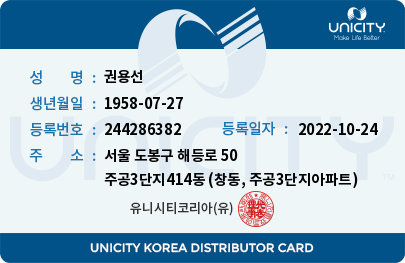 UNICITY
Make Life Better
성 명 : 권용선
생년월일 : 1958-07-27
등록번호 : 244286382 등록일자 : 2022-10-24
주 소 : 서울 도봉구 해등로 50
주공3단지414동 (창동, 주공3단지아파트)
유니시티코리아(유)
UNICITY KOREA DISTRIBUTOR CARD